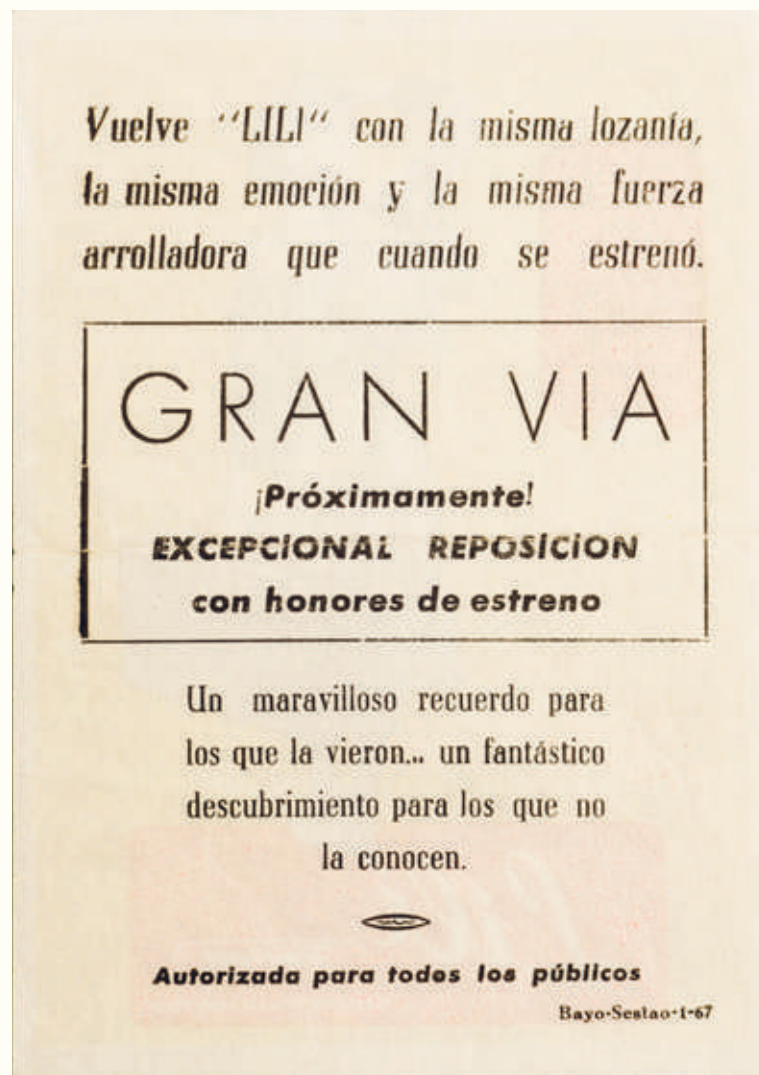 Vuelve "LILI" con la misma lozanía,
la misma emoción y la misma fuerza
arrolladora que cuando se estrenó.
GRAN VIA
¡Próximamente!
EXCEPCIONAL REPOSICION
con honores de estreno
Un maravilloso recuerdo para
los que la vieron... un fantástico
descubrimiento para los que no
la conocen.
Autorizada para todos los públicos
Bayo-Sestao-1-67